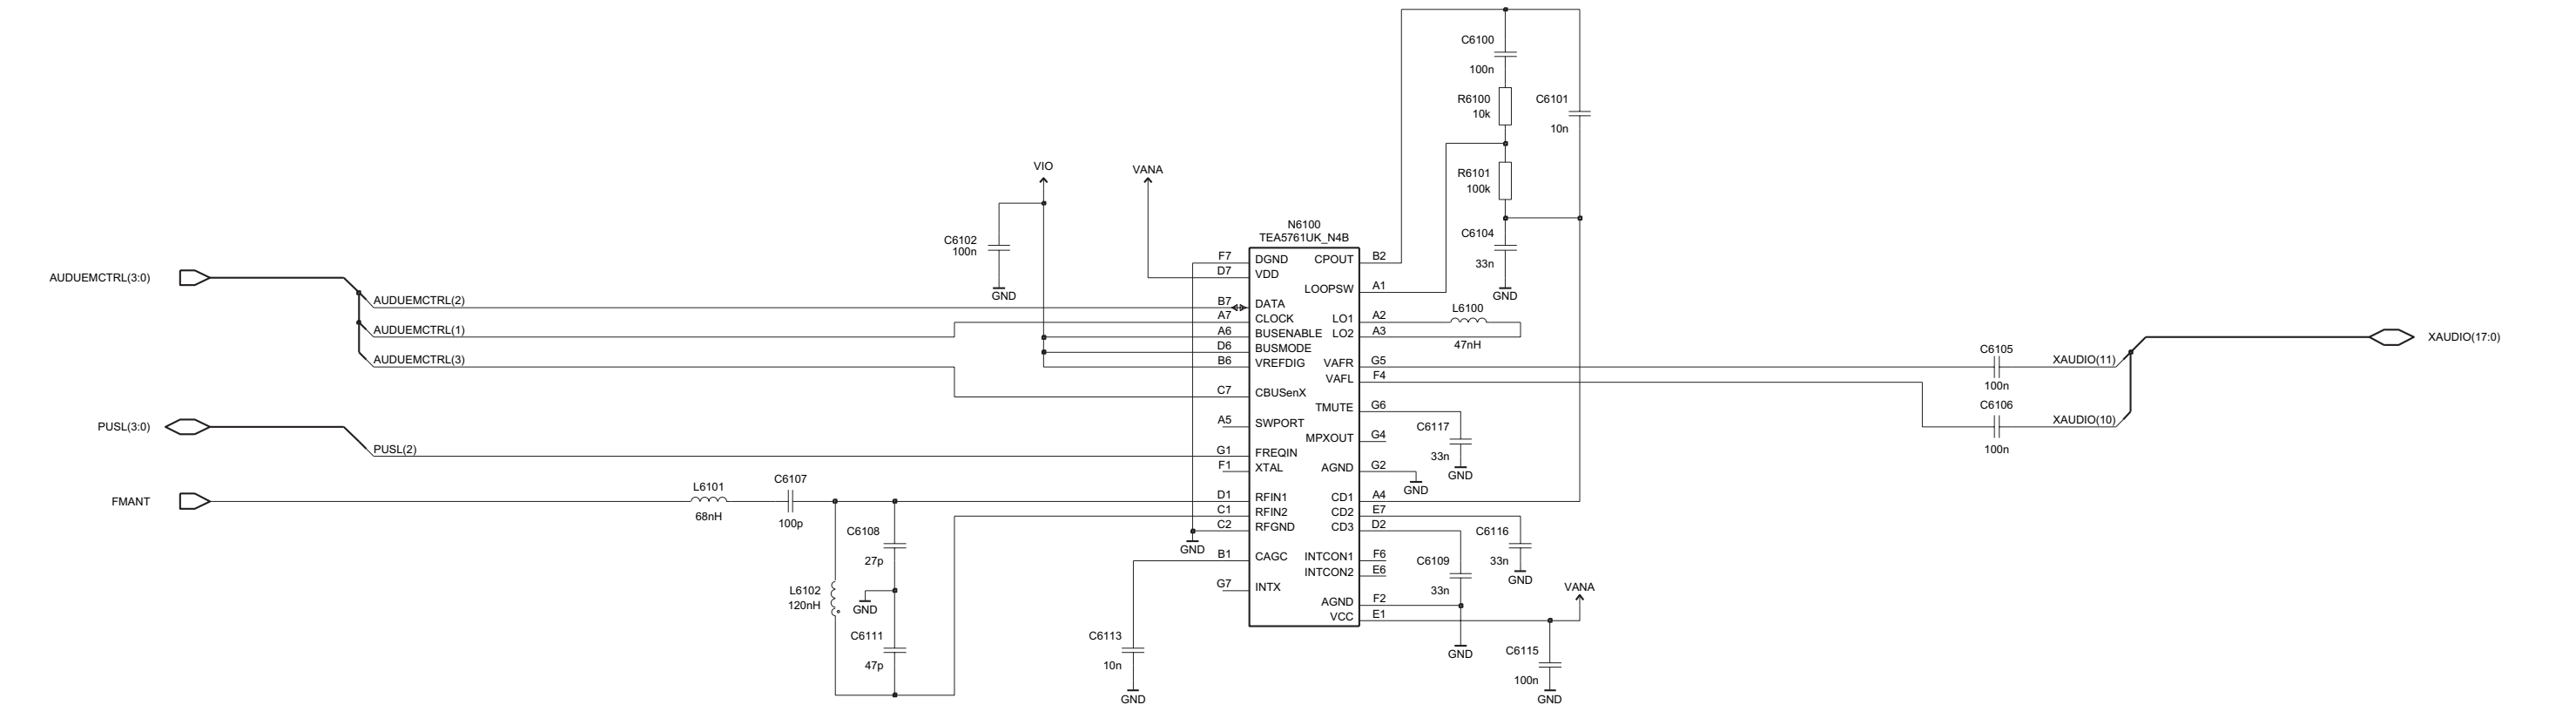 C6100
100n
R6100
10k
C6101
10n
VIO
VANA
R6101
100k
N6100
TEA5761UK_N4B
C6102
100n
C6104
33n
GND
GND
AUDUEMCTRL(3:0)
AUDUEMCTRL(2)
AUDUEMCTRL(1)
AUDUEMCTRL(3)
PUSL(3:0)
PUSL(2)
FMANT
L6101
68nH
C6107
100p
C6108
27p
L6102
120nH
GND
C6111
47p
C6113
10n
GND
GND
F7 DGND
D7 VDD
B7 DATA
A7 CLOCK
A6 BUSENABLE
D6 BUSMODE
B6 VREFDIG
C7 CBUSenX
A5 SWPORT
G1 FREQIN
F1 XTAL
D1 RFIN1
C1 RFIN2
C2 RFGND
B1 CAGC
G7 INTX
CPOUT B2
LOOPSW A1
LO1 A2
LO2 A3
VAFR G5
VAFL F4
TMUTE G6
MPXOUT G4
AGND G2
CD1 A4
CD2 E7
CD3 D2
INTCON1 F6
INTCON2 E6
AGND F2
VCC E1
L6100
47nH
C6117
33n
GND
GND
C6116
33n
GND
C6109
33n
GND
VANA
C6115
100n
GND
C6105
100n
C6106
100n
XAUDIO(11)
XAUDIO(10)
XAUDIO(17:0)